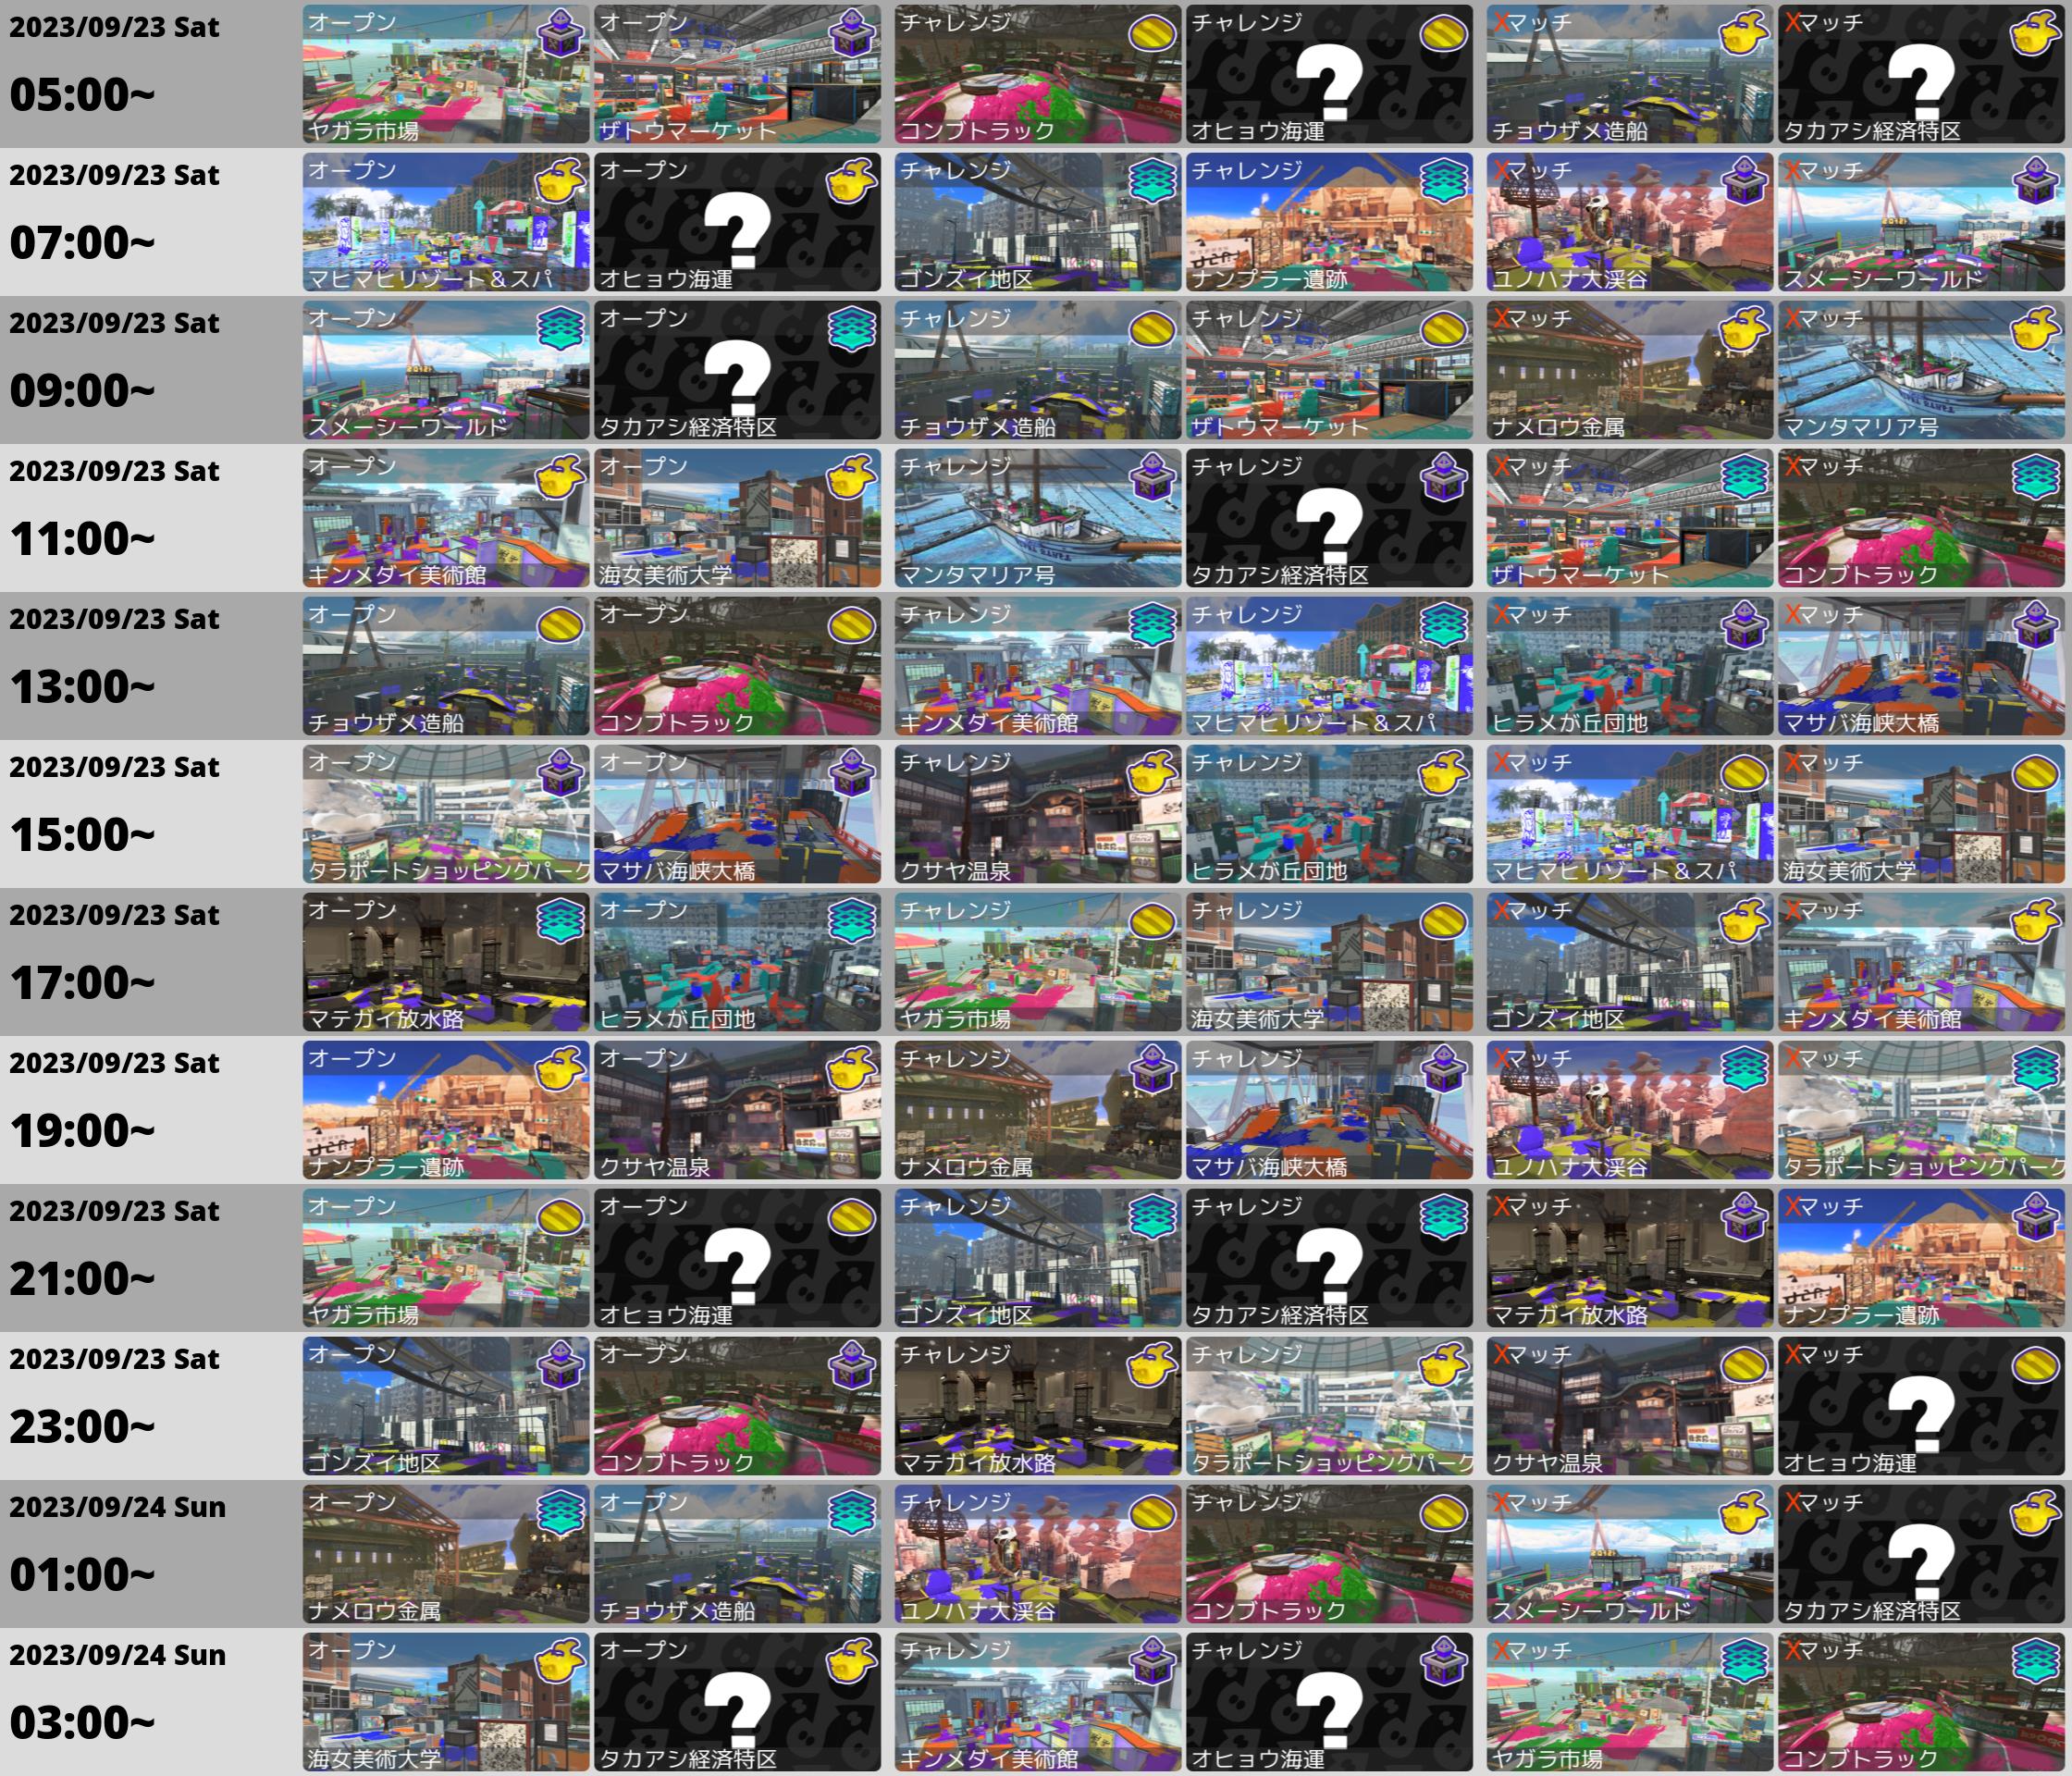 2023/09/23 Sat
05:00~
オープン
ヤガラ市場
オープン
ザトウマーケット
チャレンジ
コンブトラック
チャレンジ
オヒョウ海運
Xマッチ
チョウザメ造船
Xマッチ
タカアシ経済特区
2023/09/23 Sat
07:00~
オープン
マヒマヒリゾート＆スパ
オープン
オヒョウ海運
チャレンジ
ゴンズイ地区
チャレンジ
ナンプラー遺跡
Xマッチ
ユノハナ大渓谷
Xマッチ
スメーシーワールド
2023/09/23 Sat
09:00~
オープン
スメーシーワールド
オープン
タカアシ経済特区
チャレンジ
チョウザメ造船
チャレンジ
ザトウマーケット
Xマッチ
ナメロウ金属
Xマッチ
マンタマリア号
2023/09/23 Sat
11:00~
オープン
キンメダイ美術館
オープン
海女美術大学
チャレンジ
マンタマリア号
チャレンジ
タカアシ経済特区
Xマッチ
ザトウマーケット
Xマッチ
コンブトラック
2023/09/23 Sat
13:00~
オープン
チョウザメ造船
オープン
コンブトラック
チャレンジ
キンメダイ美術館
チャレンジ
マヒマヒリゾート＆スパ
Xマッチ
ヒラメが丘団地
Xマッチ
マサバ海峡大橋
2023/09/23 Sat
15:00~
オープン
タラポートショッピングパーク
オープン
マサバ海峡大橋
チャレンジ
クサヤ温泉
チャレンジ
ヒラメが丘団地
Xマッチ
マヒマヒリゾート＆スパ
Xマッチ
海女美術大学
2023/09/23 Sat
17:00~
オープン
マテガイ放水路
オープン
ヒラメが丘団地
チャレンジ
ヤガラ市場
チャレンジ
海女美術大学
Xマッチ
ゴンズイ地区
Xマッチ
キンメダイ美術館
2023/09/23 Sat
19:00~
オープン
ナンプラー遺跡
オープン
クサヤ温泉
チャレンジ
ナメロウ金属
チャレンジ
マサバ海峡大橋
Xマッチ
ユノハナ大渓谷
Xマッチ
タラポートショッピングパーク
2023/09/23 Sat
21:00~
オープン
ヤガラ市場
オープン
オヒョウ海運
チャレンジ
ゴンズイ地区
チャレンジ
タカアシ経済特区
Xマッチ
マテガイ放水路
Xマッチ
ナンプラー遺跡
2023/09/23 Sat
23:00~
オープン
ゴンズイ地区
オープン
コンブトラック
チャレンジ
マテガイ放水路
チャレンジ
タラポートショッピングパーク
Xマッチ
クサヤ温泉
Xマッチ
オヒョウ海運
2023/09/24 Sun
01:00~
オープン
ナメロウ金属
オープン
チョウザメ造船
チャレンジ
ユノハナ大渓谷
チャレンジ
コンブトラック
Xマッチ
スメーシーワールド
Xマッチ
タカアシ経済特区
2023/09/24 Sun
03:00~
オープン
海女美術大学
オープン
タカアシ経済特区
チャレンジ
キンメダイ美術館
チャレンジ
オヒョウ海運
Xマッチ
ヤガラ市場
Xマッチ
コンブトラック